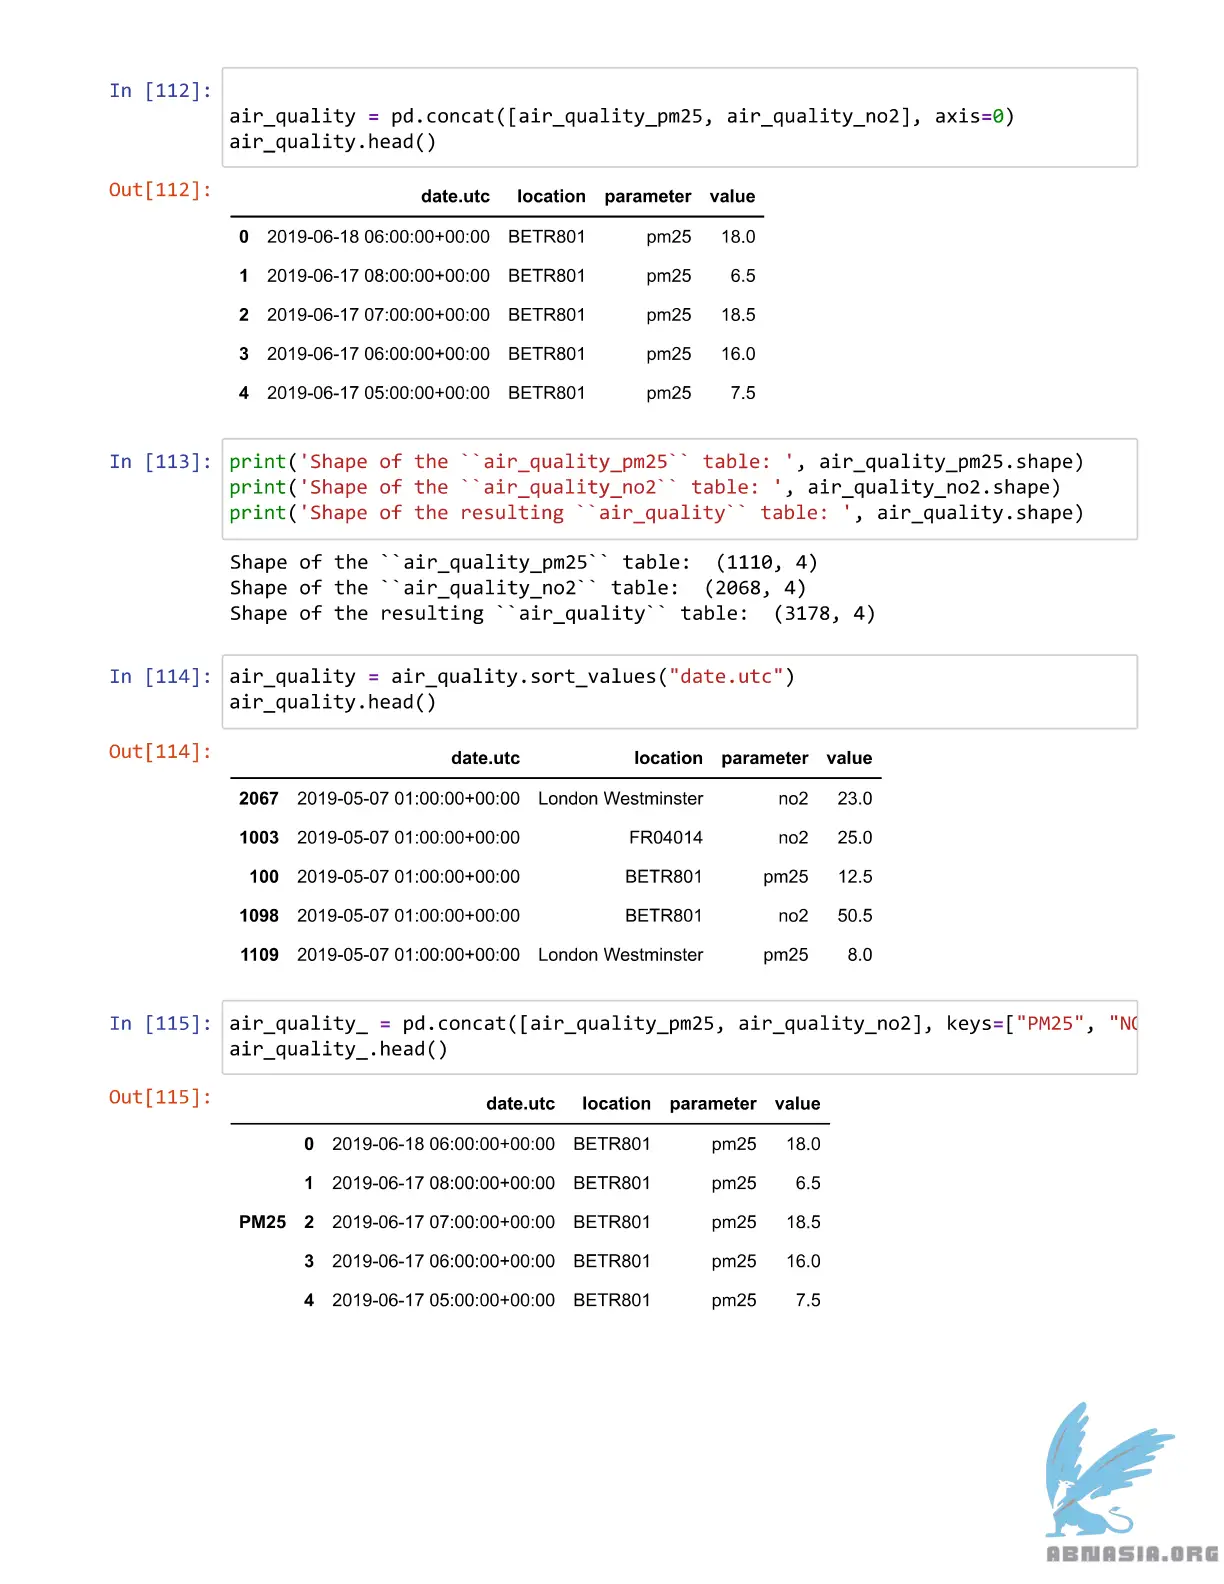 In [112]:
air_quality = pd.concat([air_quality_pm25, air_quality_no2], axis=0)
air_quality.head()
Out[112]:
date.utc location parameter value
0 2019-06-18 06:00:00+00:00 BETR801 pm25 18.0
1 2019-06-17 08:00:00+00:00 BETR801 pm25 6.5
2 2019-06-17 07:00:00+00:00 BETR801 pm25 18.5
3 2019-06-17 06:00:00+00:00 BETR801 pm25 16.0
4 2019-06-17 05:00:00+00:00 BETR801 pm25 7.5
In [113]: print('Shape of the ``air_quality_pm25`` table: ', air_quality_pm25.shape)
print('Shape of the ``air_quality_no2`` table: ', air_quality_no2.shape)
print('Shape of the resulting ``air_quality`` table: ', air_quality.shape)
Shape of the ``air_quality_pm25`` table:  (1110, 4)
Shape of the ``air_quality_no2`` table:  (2068, 4)
Shape of the resulting ``air_quality`` table:  (3178, 4)
In [114]: air_quality = air_quality.sort_values("date.utc")
air_quality.head()
Out[114]:
date.utc location parameter value
2067 2019-05-07 01:00:00+00:00 London Westminster no2 23.0
1003 2019-05-07 01:00:00+00:00 FR04014 no2 25.0
100 2019-05-07 01:00:00+00:00 BETR801 pm25 12.5
1098 2019-05-07 01:00:00+00:00 BETR801 no2 50.5
1109 2019-05-07 01:00:00+00:00 London Westminster pm25 8.0
In [115]: air_quality_ = pd.concat([air_quality_pm25, air_quality_no2], keys=["PM25", "NO
air_quality_.head()
Out[115]:
date.utc location parameter value
0 2019-06-18 06:00:00+00:00 BETR801 pm25 18.0
1 2019-06-17 08:00:00+00:00 BETR801 pm25 6.5
PM25 2 2019-06-17 07:00:00+00:00 BETR801 pm25 18.5
3 2019-06-17 06:00:00+00:00 BETR801 pm25 16.0
4 2019-06-17 05:00:00+00:00 BETR801 pm25 7.5
ABNASIA.ORG